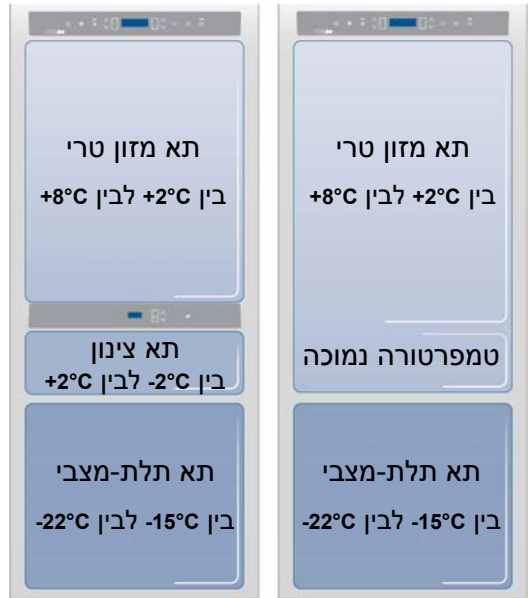 תא מזון טרי
בין +2°C לבין +8°C
תא צינון
בין -2°C לבין +2°C
תא תלת-מצבי
בין -15°C לבין -22°C
תא מזון טרי
בין +2°C לבין +8°C
טמפרטורה נמוכה
תא תלת-מצבי
בין -15°C לבין -22°C